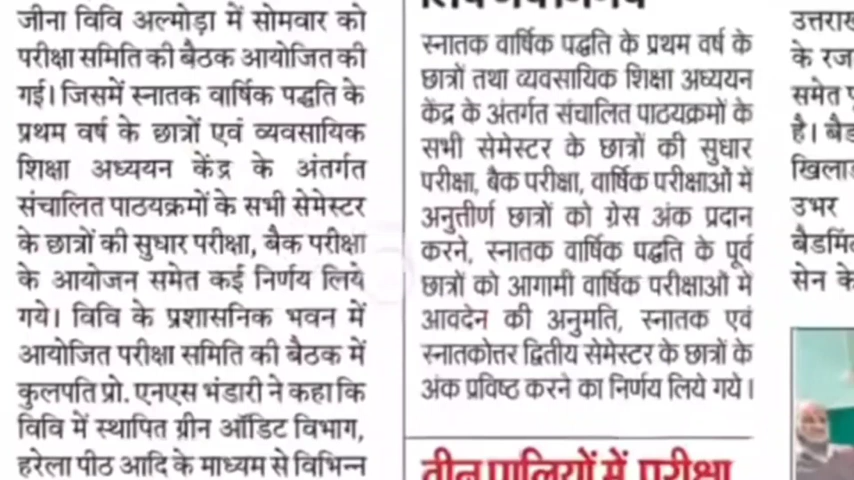 जीना विवि अल्मोड़ा में सोमवार को
परीक्षा समिति की बैठक आयोजित की
गई। जिसमें स्नातक वार्षिक पद्धति के
प्रथम वर्ष के छात्रों एवं व्यवसायिक
शिक्षा अध्ययन केंद्र के अंतर्गत
संचालित पाठयक्रमों के सभी सेमेस्टर
के छात्रों की सुधार परीक्षा, बैक परीक्षा
के आयोजन समेत कई निर्णय लिये
गये। विवि के प्रशासनिक भवन में
आयोजित परीक्षा समिति की बैठक में
कुलपति प्रो. एनएस भंडारी ने कहा कि
विवि में स्थापित ग्रीन ऑडिट विभाग,
हरेला पीठ आदि के माध्यम से विभिन्न
स्नातक वार्षिक पद्धति के प्रथम वर्ष के
छात्रों तथा व्यवसायिक शिक्षा अध्ययन
केंद्र के अंतर्गत संचालित पाठयक्रमों के
सभी सेमेस्टर के छात्रों की सुधार
परीक्षा, बैक परीक्षा, वार्षिक परीक्षाओं में
अनुत्तीर्ण छात्रों को ग्रेस अंक प्रदान
करने, स्नातक वार्षिक पद्धति के पूर्व
छात्रों को आगामी वार्षिक परीक्षाओं में
आवदेन की अनुमति, स्नातक एवं
स्नातकोत्तर द्वितीय सेमेस्टर के छात्रों के
अंक प्रविष्ठ करने का निर्णय लिये गये।
तीन पालियों में परीक्षा
के रज
समेत
है। बैड
खिला
उभर
बैडमिं
सेन के